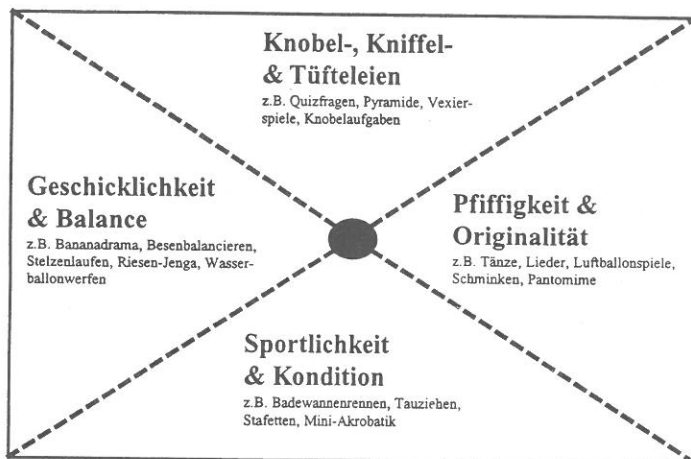 Knobel-, Kniffel-
& Tüfteleien
z.B. Quizfragen, Pyramide, Vexier-
spiele, Knobelaufgaben
Geschicklichkeit
& Balance
z.B. Bananadrama, Besenbalancieren,
Stelzenlaufen, Riesen-Jenga, Wasser-
ballonwerfen
Pfiffigkeit &
Originalität
z.B. Tänze, Lieder, Luftballonspiele,
Schminken, Pantomime
Sportlichkeit
& Kondition
z.B. Badewannenrennen, Tauziehen,
Stafetten, Mini-Akrobatik